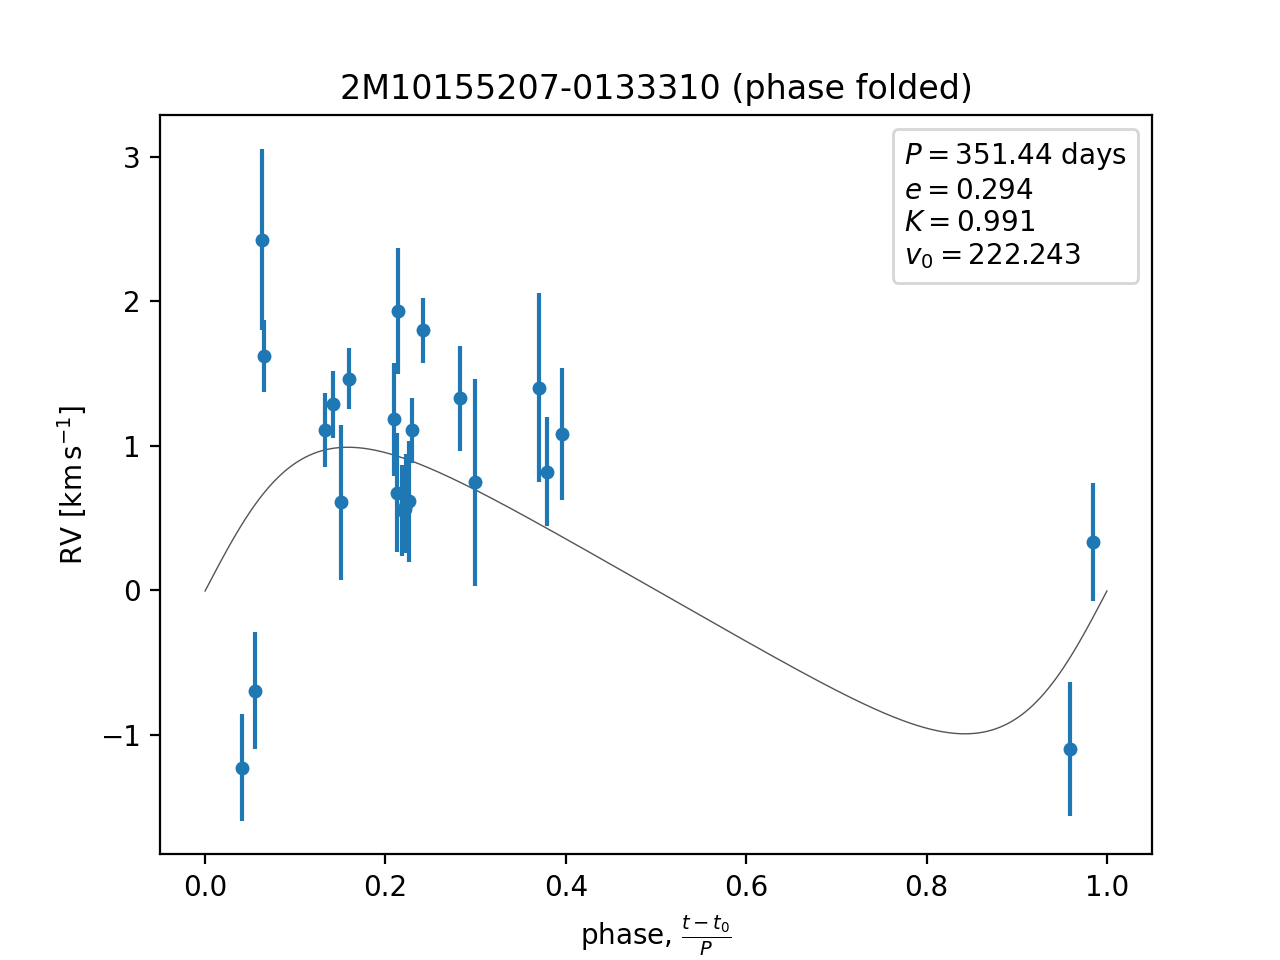 2M10155207-0133310 (phase folded)
P = 351.44 days
e = 0.294
K = 0.991
v₀ = 222.243
3
2
1
0
−1
RV [km s⁻¹]
0.0 0.2 0.4 0.6 0.8 1.0
phase, (t − t₀)/P